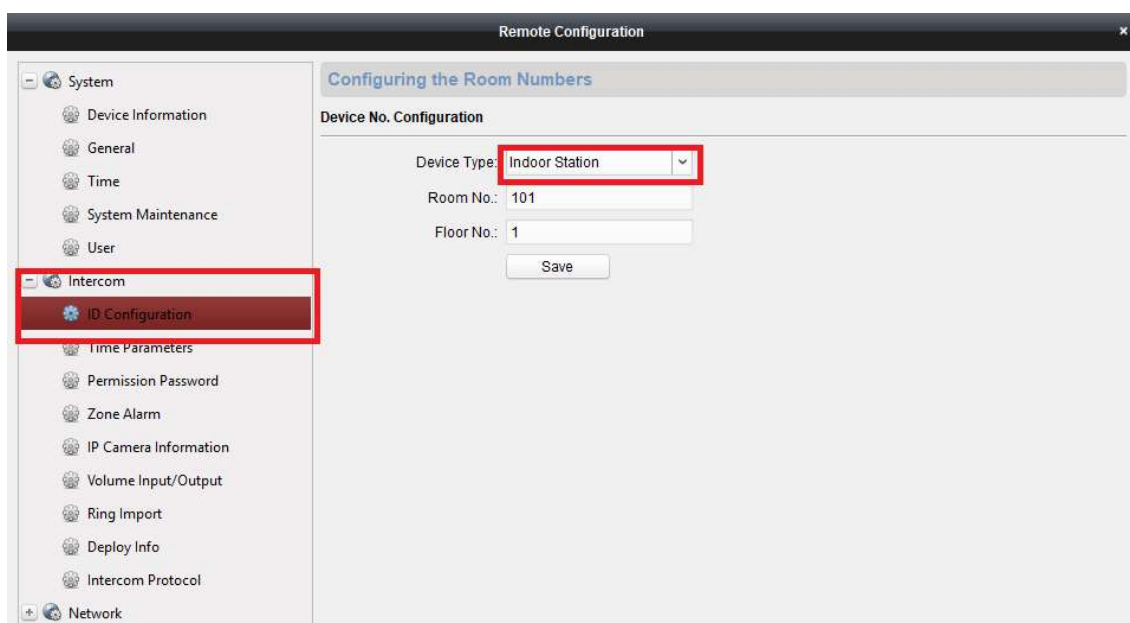 Remote Configuration
System
Device Information
General
Time
System Maintenance
User
Intercom
ID Configuration
Time Parameters
Permission Password
Zone Alarm
IP Camera Information
Volume Input/Output
Ring Import
Deploy Info
Intercom Protocol
Network
Configuring the Room Numbers
Device No. Configuration
Device Type: Indoor Station
Room No.: 101
Floor No.: 1
Save